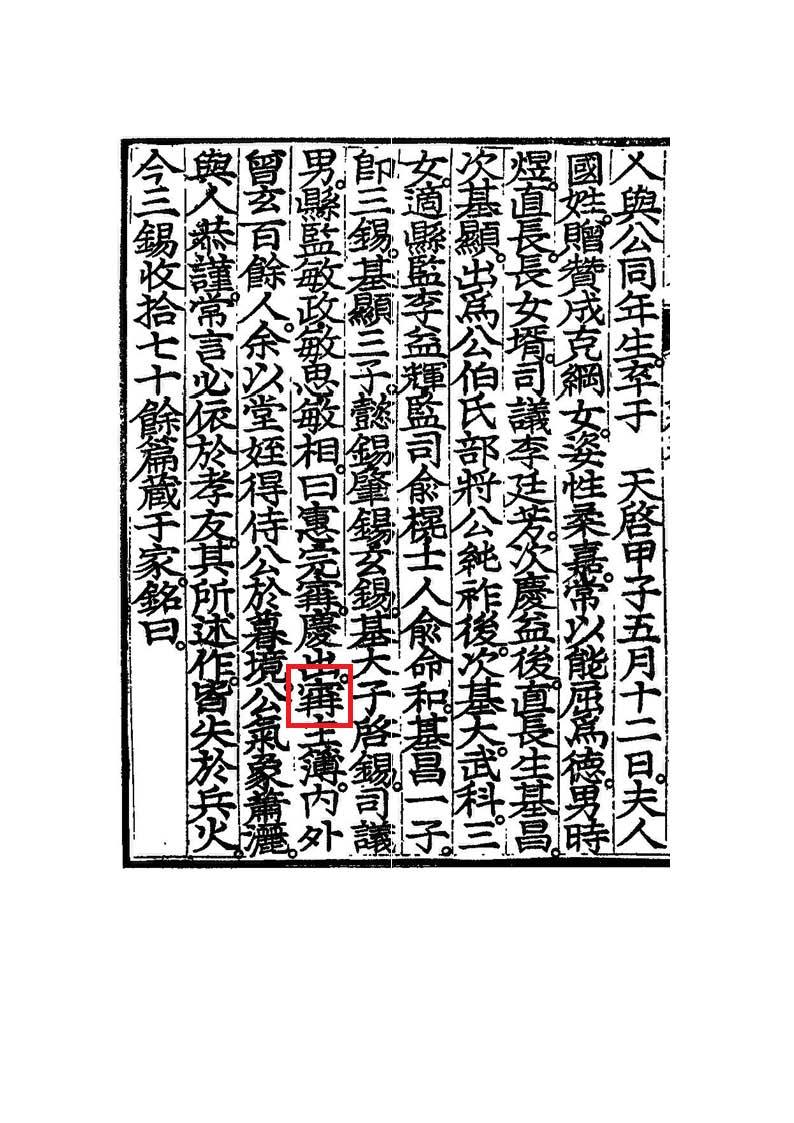 人與公同年生。卒于　天啓甲子五月十二日。夫人
國姓。贈贊成克綱女。姿性柔嘉。常以能屈爲德。男時
煜。直長。長女壻。司議李廷芳。次慶益後。直長生基昌。
次基顯。出爲公伯氏部將公純祚後。次基大。武科。三
女。適縣監李益輝監司兪榥士人兪命和。基昌一子。
卽三錫。基顯三子。懿錫肇錫玄錫。基大子啓錫。司議
男。縣監敏政敏思敏相。曰完慶出。主簿。內外
曾玄百餘人。余以堂姪得侍公於暮境。公氣象蕭灑。
與人恭謹。常言必依於孝友。其所述作。皆失於兵火。
今三錫收拾七十餘篇藏于家。銘曰。